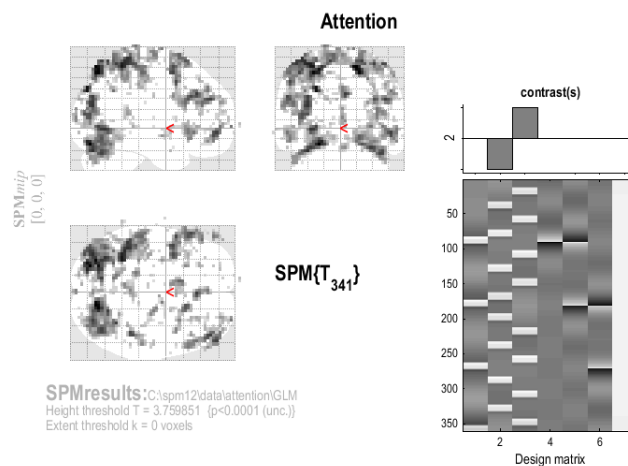 Attention
SPMmip
[0, 0, 0]
<
<
<
SPM{T341}
contrast(s)
2
50
100
150
200
250
300
350
2 4 6
Design matrix
SPMresults: C:\spm12\data\attention\GLM
Height threshold T = 3.759851 {p<0.0001 (unc.)}
Extent threshold k = 0 voxels